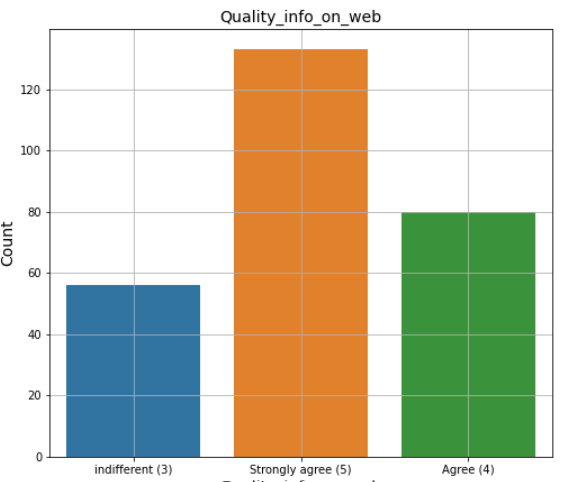 Quality_info_on_web
120
100
80
60
40
20
0
Count
indifferent (3) Strongly agree (5) Agree (4)